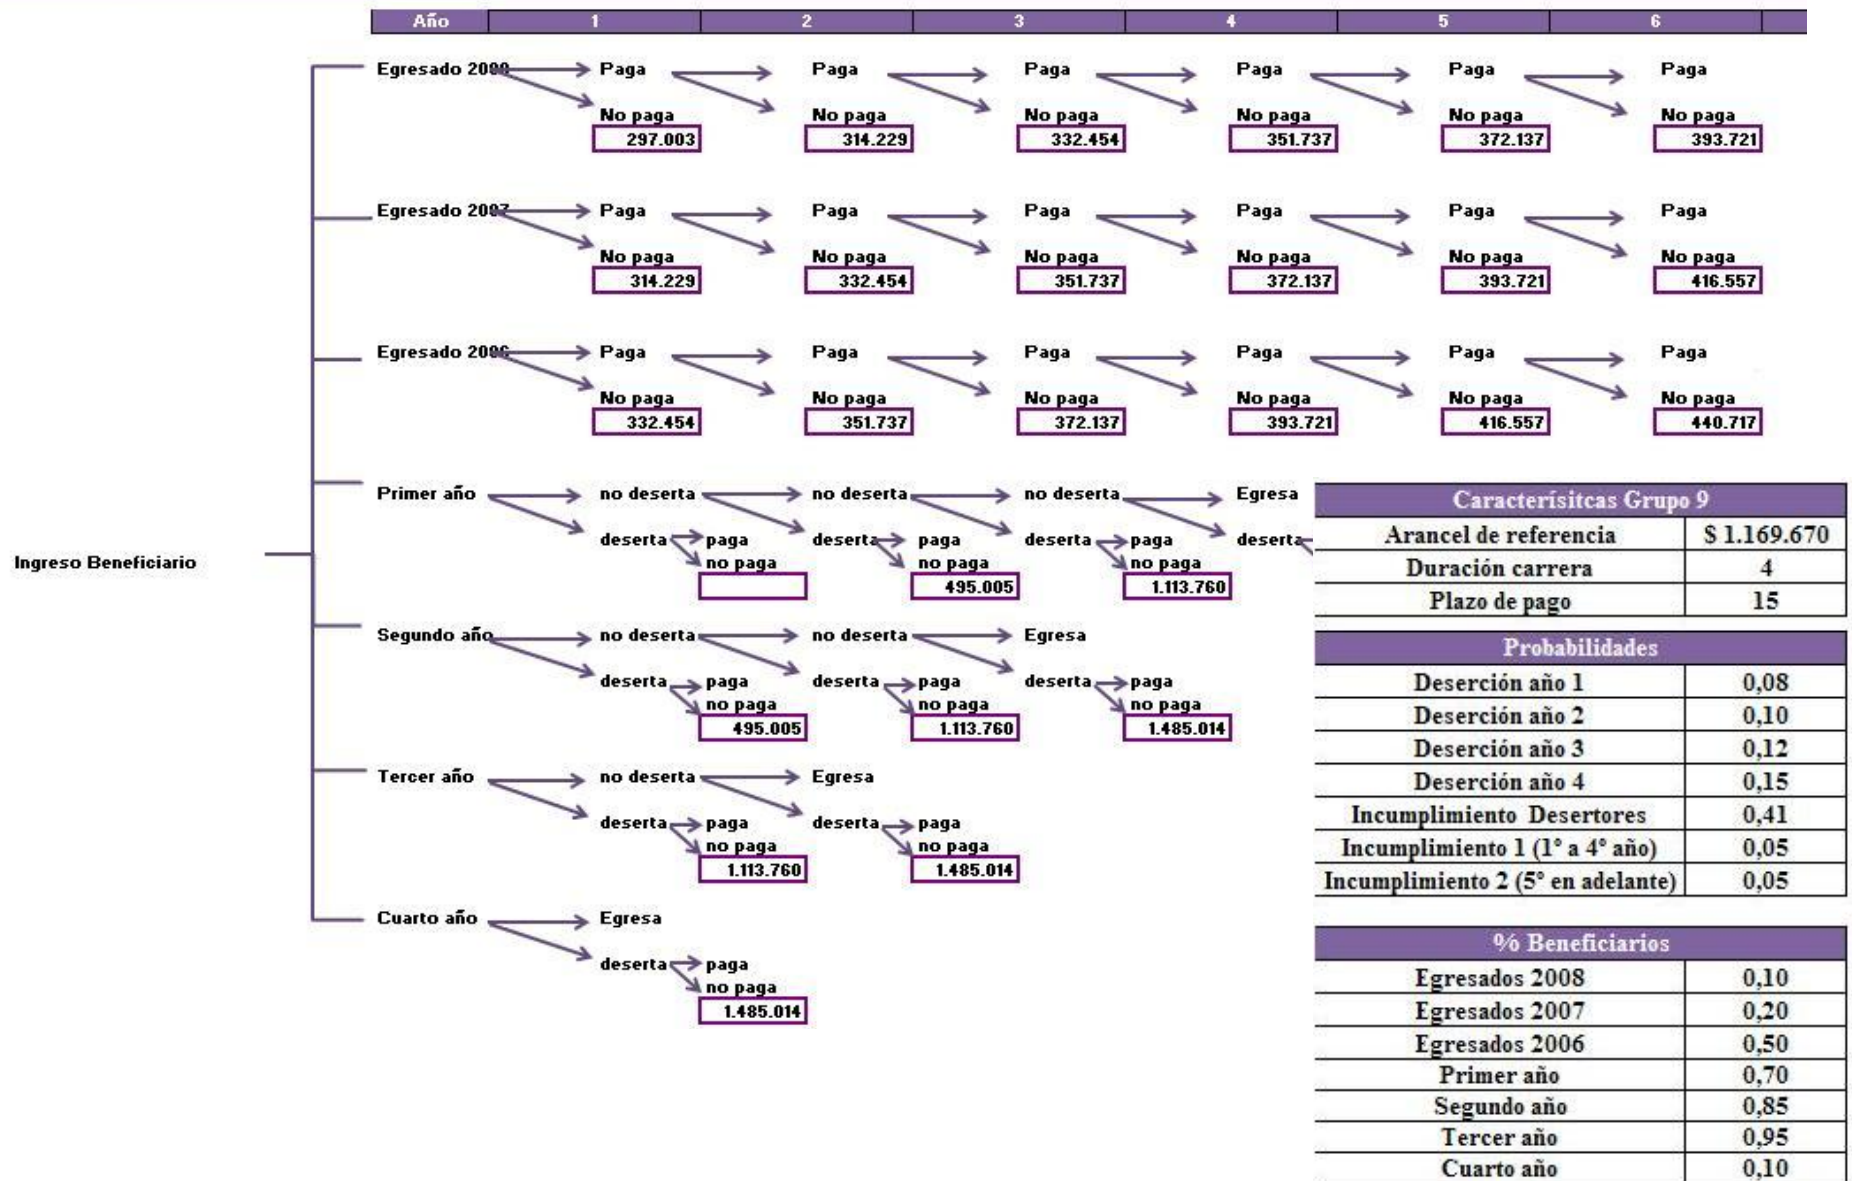 Año 1 2 3 4 5 6
Egresado 2008 Paga Paga Paga Paga Paga Paga
No paga No paga No paga No paga No paga No paga
297.003 314.229 332.454 351.737 372.137 393.721
Egresado 2007 Paga Paga Paga Paga Paga Paga
No paga No paga No paga No paga No paga No paga
314.229 332.454 351.737 372.137 393.721 416.557
Egresado 2006 Paga Paga Paga Paga Paga Paga
No paga No paga No paga No paga No paga No paga
332.454 351.737 372.137 393.721 416.557 440.717
Primer año no deserta no deserta no deserta Egresa
deserta paga deserta paga deserta paga deserta
no paga no paga no paga
495.005 1.113.760
Ingreso Beneficiario
Segundo año no deserta no deserta Egresa
deserta paga deserta paga deserta paga
no paga no paga no paga
495.005 1.113.760 1.485.014
Tercer año no deserta Egresa
deserta paga deserta paga
no paga no paga
1.113.760 1.485.014
Cuarto año Egresa
deserta paga
no paga
1.485.014
Caracterísitcas Grupo 9
Arancel de referencia $ 1.169.670
Duración carrera 4
Plazo de pago 15
Probabilidades
Deserción año 1 0,08
Deserción año 2 0,10
Deserción año 3 0,12
Deserción año 4 0,15
Incumplimiento Desertores 0,41
Incumplimiento 1 (1º a 4º año) 0,05
Incumplimiento 2 (5º en adelante) 0,05
% Beneficiarios
Egresados 2008 0,10
Egresados 2007 0,20
Egresados 2006 0,50
Primer año 0,70
Segundo año 0,85
Tercer año 0,95
Cuarto año 0,10